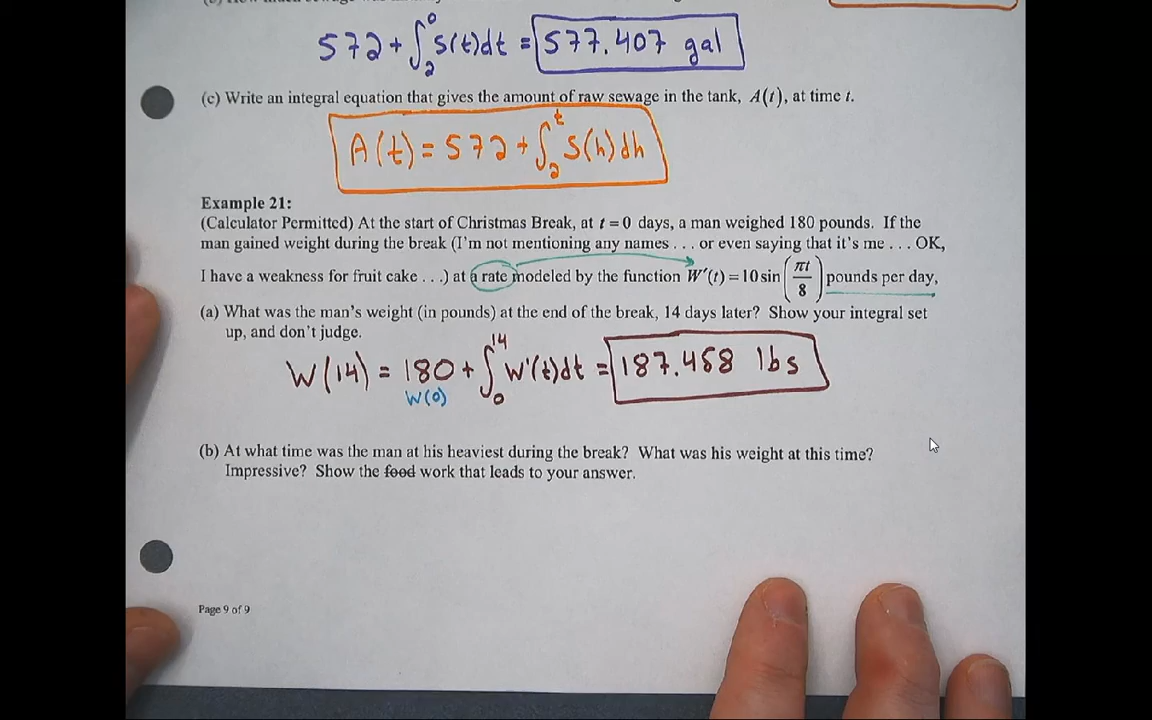 572 + ∫₂⁰ S(t)dt = 577.407 gal
(c) Write an integral equation that gives the amount of raw sewage in the tank, A(t), at time t.
A(t) = 572 + ∫₂ᵗ S(h)dh
Example 21:
(Calculator Permitted) At the start of Christmas Break, at t = 0 days, a man weighed 180 pounds. If the
man gained weight during the break (I'm not mentioning any names . . . or even saying that it's me . . . OK,
I have a weakness for fruit cake . . .) at a rate modeled by the function W'(t) = 10 sin(πt/8) pounds per day,
(a) What was the man's weight (in pounds) at the end of the break, 14 days later? Show your integral set
up, and don't judge.
W(14) = 180 + ∫₀¹⁴ W'(t)dt = 187.458 lbs
W(0)
(b) At what time was the man at his heaviest during the break? What was his weight at this time?
Impressive? Show the food work that leads to your answer.
Page 9 of 9